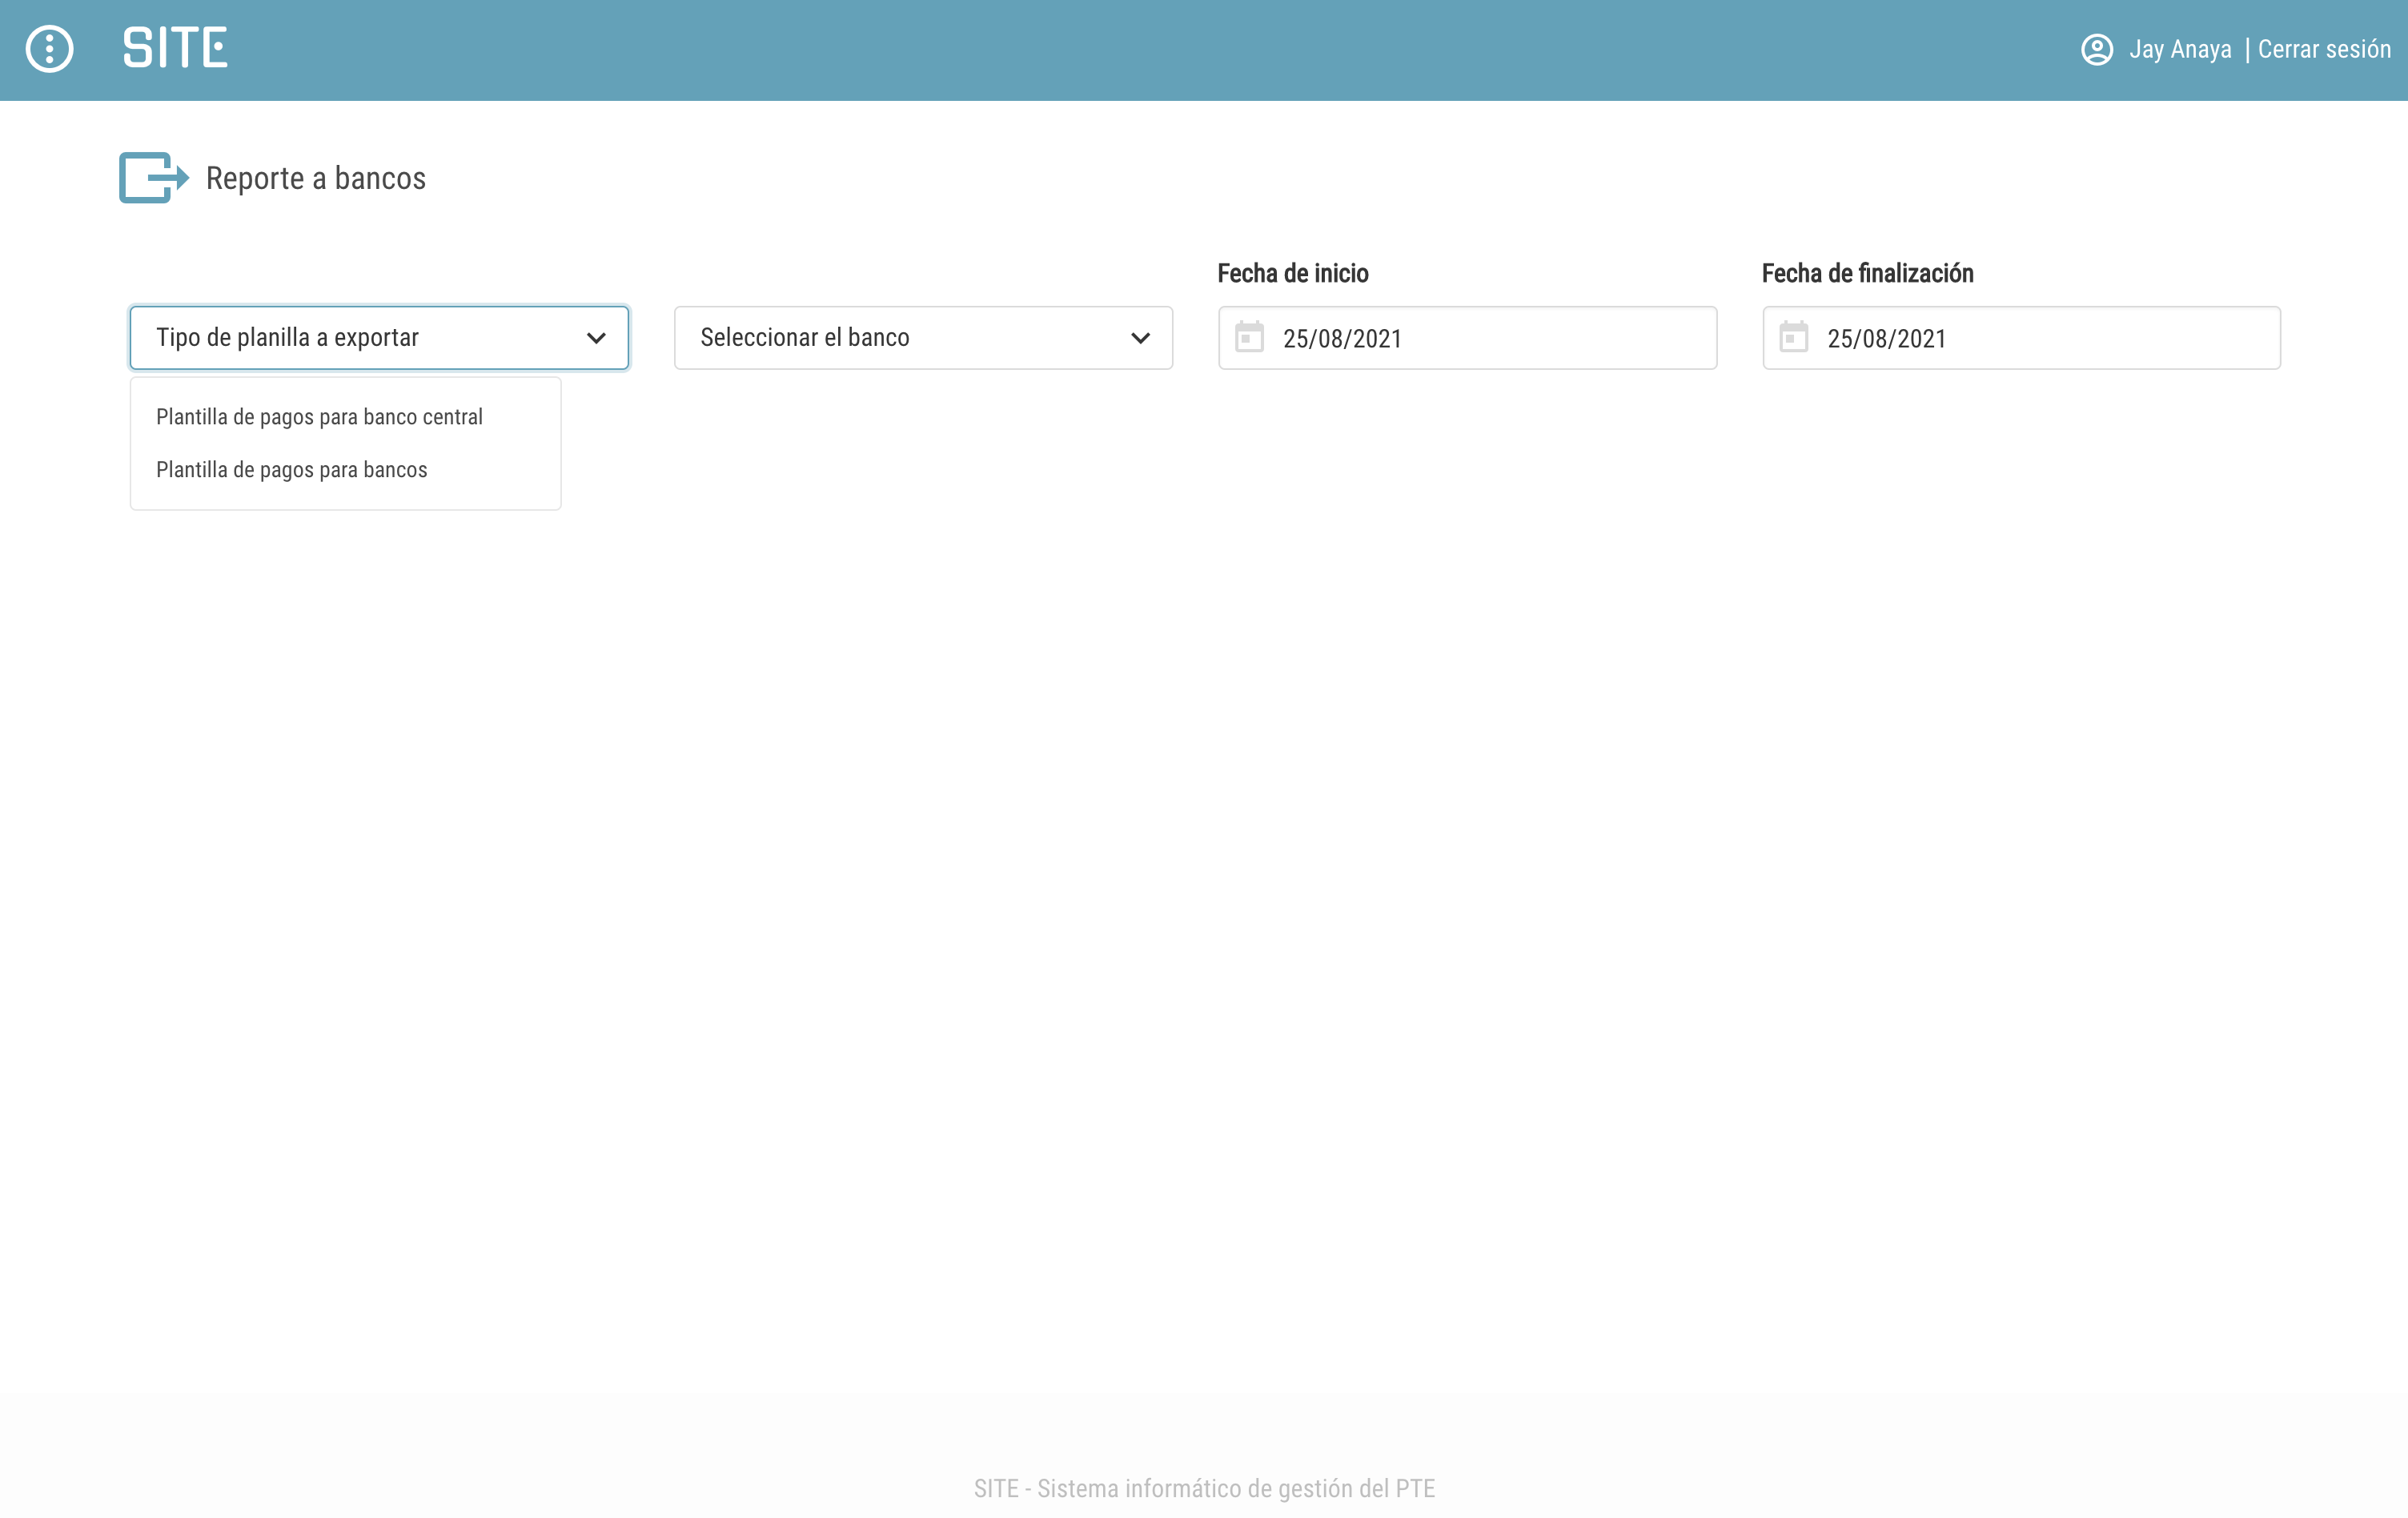 SITE
Jay Anaya | Cerrar sesión
Reporte a bancos
Fecha de inicio
Fecha de finalización
Tipo de planilla a exportar
Seleccionar el banco
25/08/2021
25/08/2021
Plantilla de pagos para banco central
Plantilla de pagos para bancos
SITE - Sistema informático de gestión del PTE